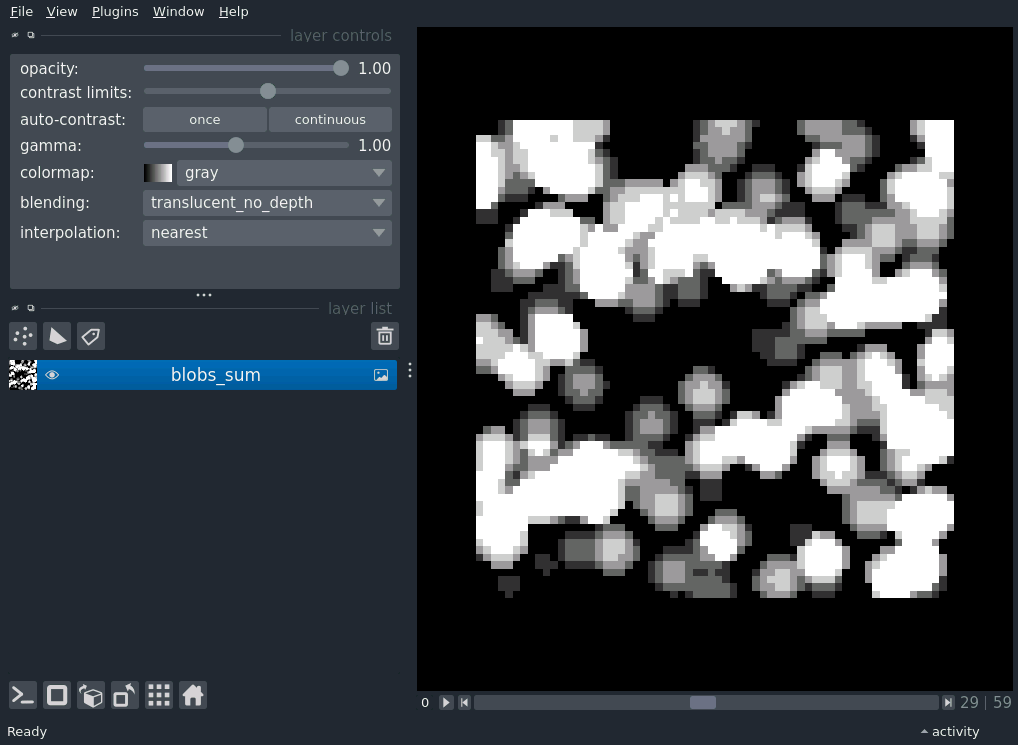 File View Plugins Window Help
layer controls
opacity: 1.00
contrast limits:
auto-contrast: once continuous
gamma: 1.00
colormap: gray
blending: translucent_no_depth
interpolation: nearest
layer list
blobs_sum
0 29 59
Ready activity